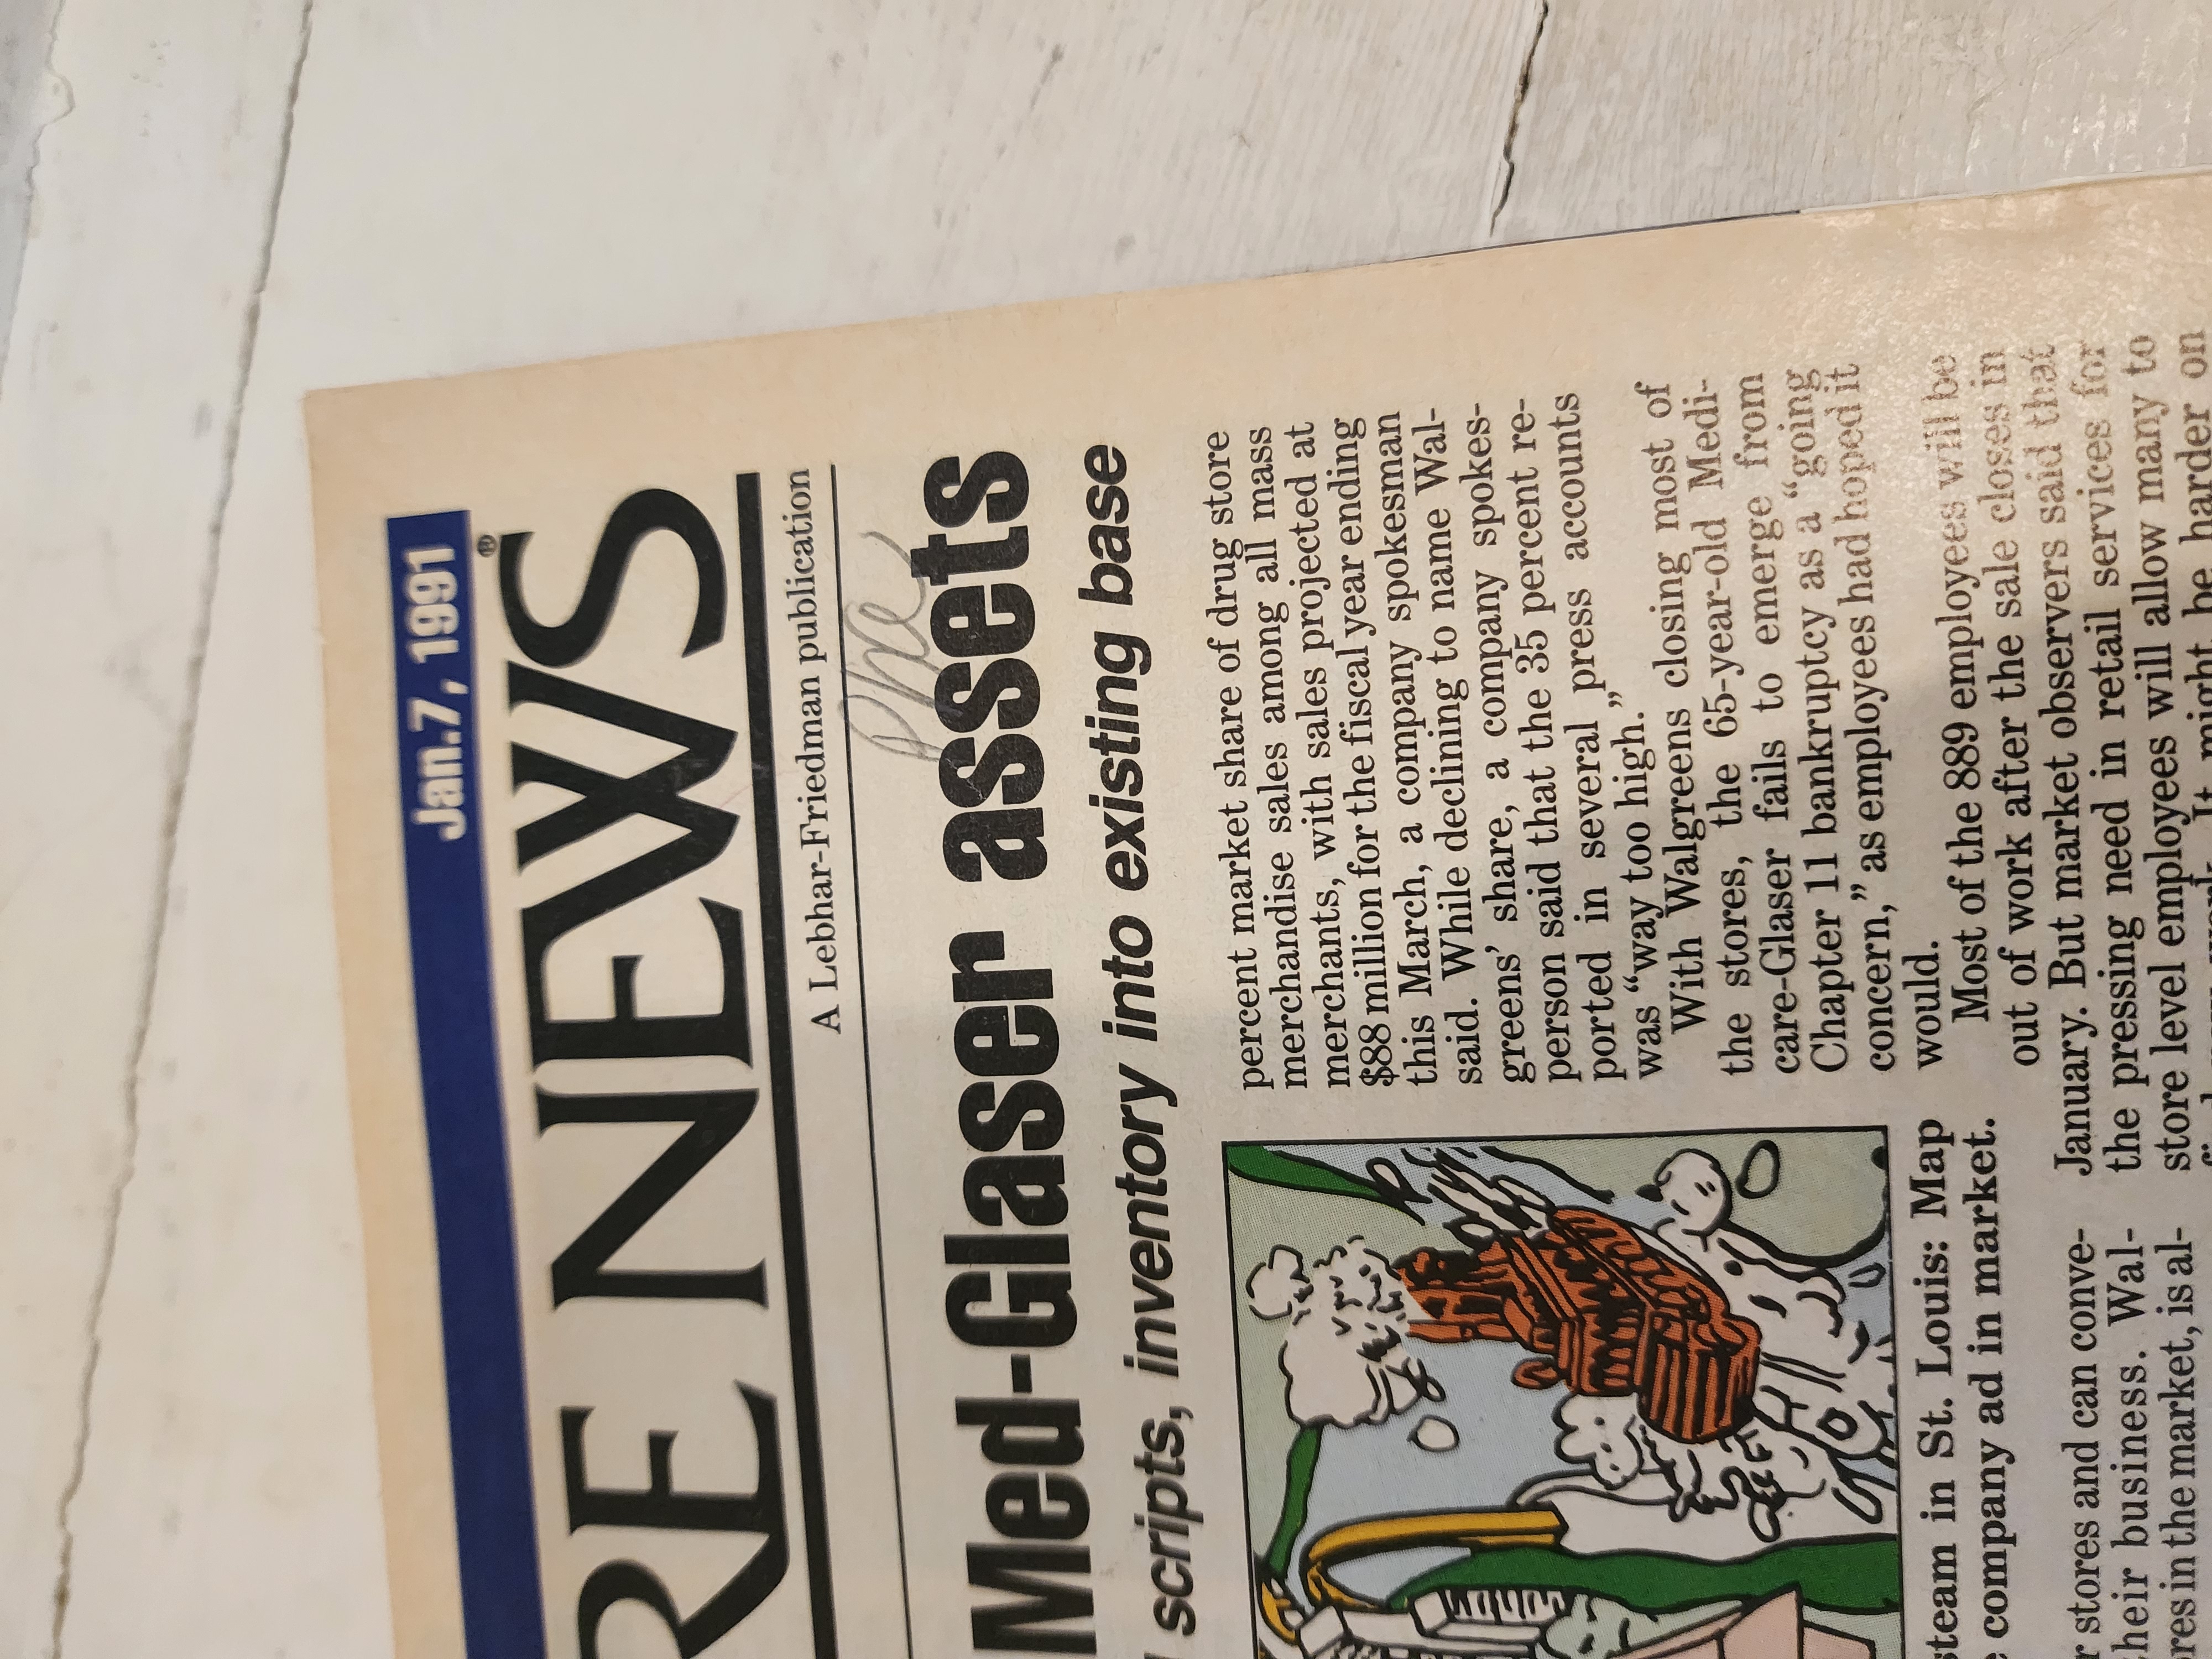 Jan.7, 1991
RE NEWS®
A Lebhar-Friedman publication
Med-Glaser assets
scripts, inventory into existing base
percent market share of drug store
merchandise sales among all mass
merchants, with sales projected at
$88 million for the fiscal year ending
this March, a company spokesman
said. While declining to name Wal-
greens' share, a company spokes-
person said that the 35 percent re-
ported in several press accounts
was “way too high.”
With Walgreens closing most of
the stores, the 65-year-old Medi-
care-Glaser fails to emerge from
Chapter 11 bankruptcy as a “going
concern,” as employees had hoped it
would.
Most of the 889 employees will be
out of work after the sale closes in
January. But market observers said that
the pressing need in retail services for
store level employees will allow many to
It might be harder on
steam in St. Louis: Map
company ad in market.
stores and can conve-
their business. Wal-
res in the market, is al-